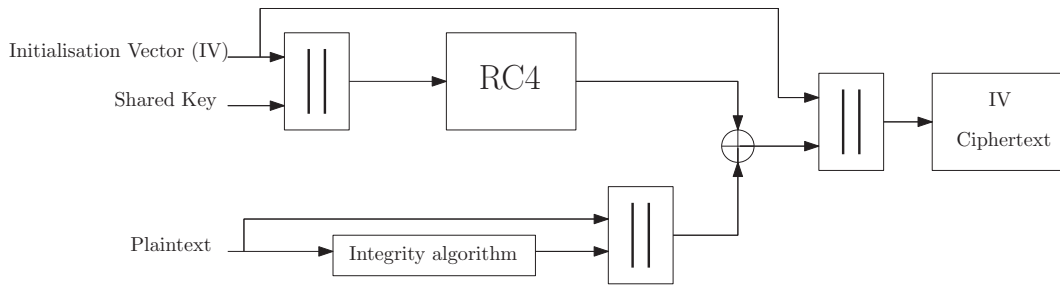 Initialisation Vector (IV)
Shared Key
RC4
IV
Ciphertext
Plaintext
Integrity algorithm